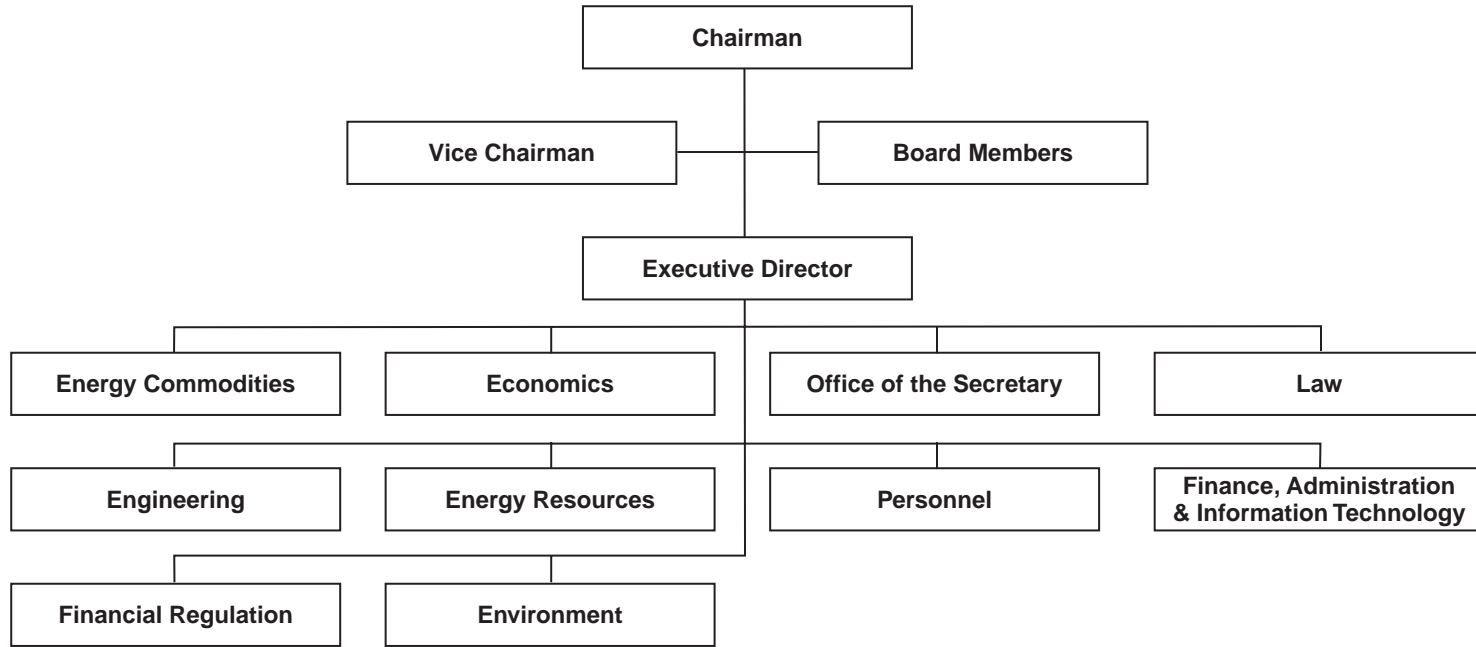 Chairman
Vice Chairman
Board Members
Executive Director
Energy Commodities
Economics
Office of the Secretary
Law
Engineering
Energy Resources
Personnel
Finance, Administration
& Information Technology
Financial Regulation
Environment